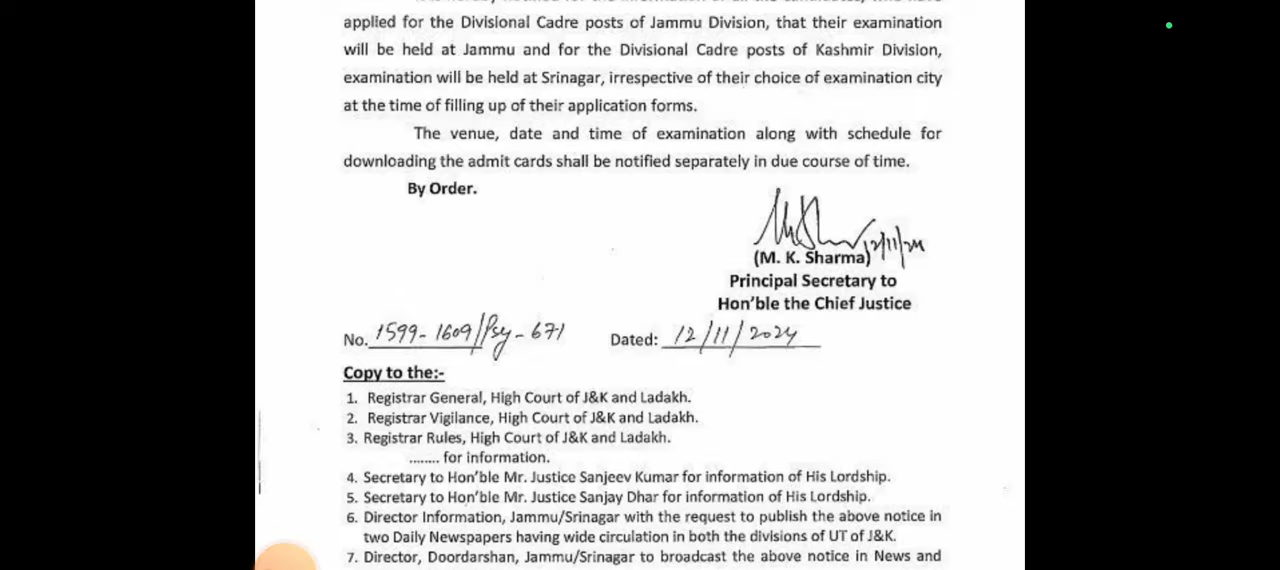 applied for the Divisional Cadre posts of Jammu Division, that their examination
will be held at Jammu and for the Divisional Cadre posts of Kashmir Division,
examination will be held at Srinagar, irrespective of their choice of examination city
at the time of filling up of their application forms.
The venue, date and time of examination along with schedule for
downloading the admit cards shall be notified separately in due course of time.
By Order.
12/11/24
(M. K. Sharma)
Principal Secretary to
Hon'ble the Chief Justice
No. 1599-1609/Psy-671 Dated: 12/11/2024
Copy to the:-
1. Registrar General, High Court of J&K and Ladakh.
2. Registrar Vigilance, High Court of J&K and Ladakh.
3. Registrar Rules, High Court of J&K and Ladakh.
........ for information.
4. Secretary to Hon'ble Mr. Justice Sanjeev Kumar for information of His Lordship.
5. Secretary to Hon'ble Mr. Justice Sanjay Dhar for information of His Lordship.
6. Director Information, Jammu/Srinagar with the request to publish the above notice in
two Daily Newspapers having wide circulation in both the divisions of UT of J&K.
7. Director, Doordarshan, Jammu/Srinagar to broadcast the above notice in News and